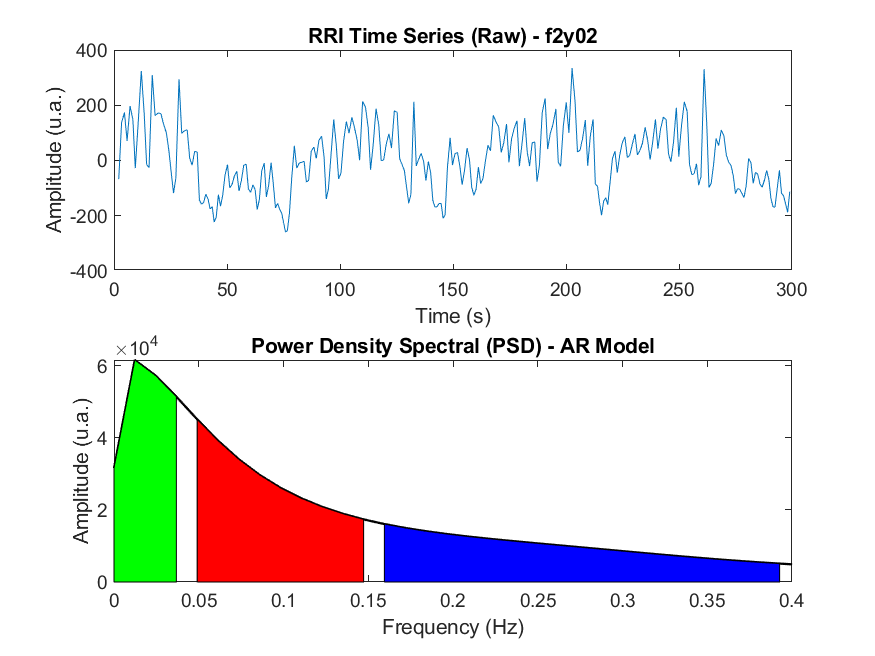 RRI Time Series (Raw) - f2y02
Amplitude (u.a.)
400
200
0
-200
-400
0 50 100 150 200 250 300
Time (s)
Power Density Spectral (PSD) - AR Model
×10^4
Amplitude (u.a.)
6
4
2
0
0 0.05 0.1 0.15 0.2 0.25 0.3 0.35 0.4
Frequency (Hz)